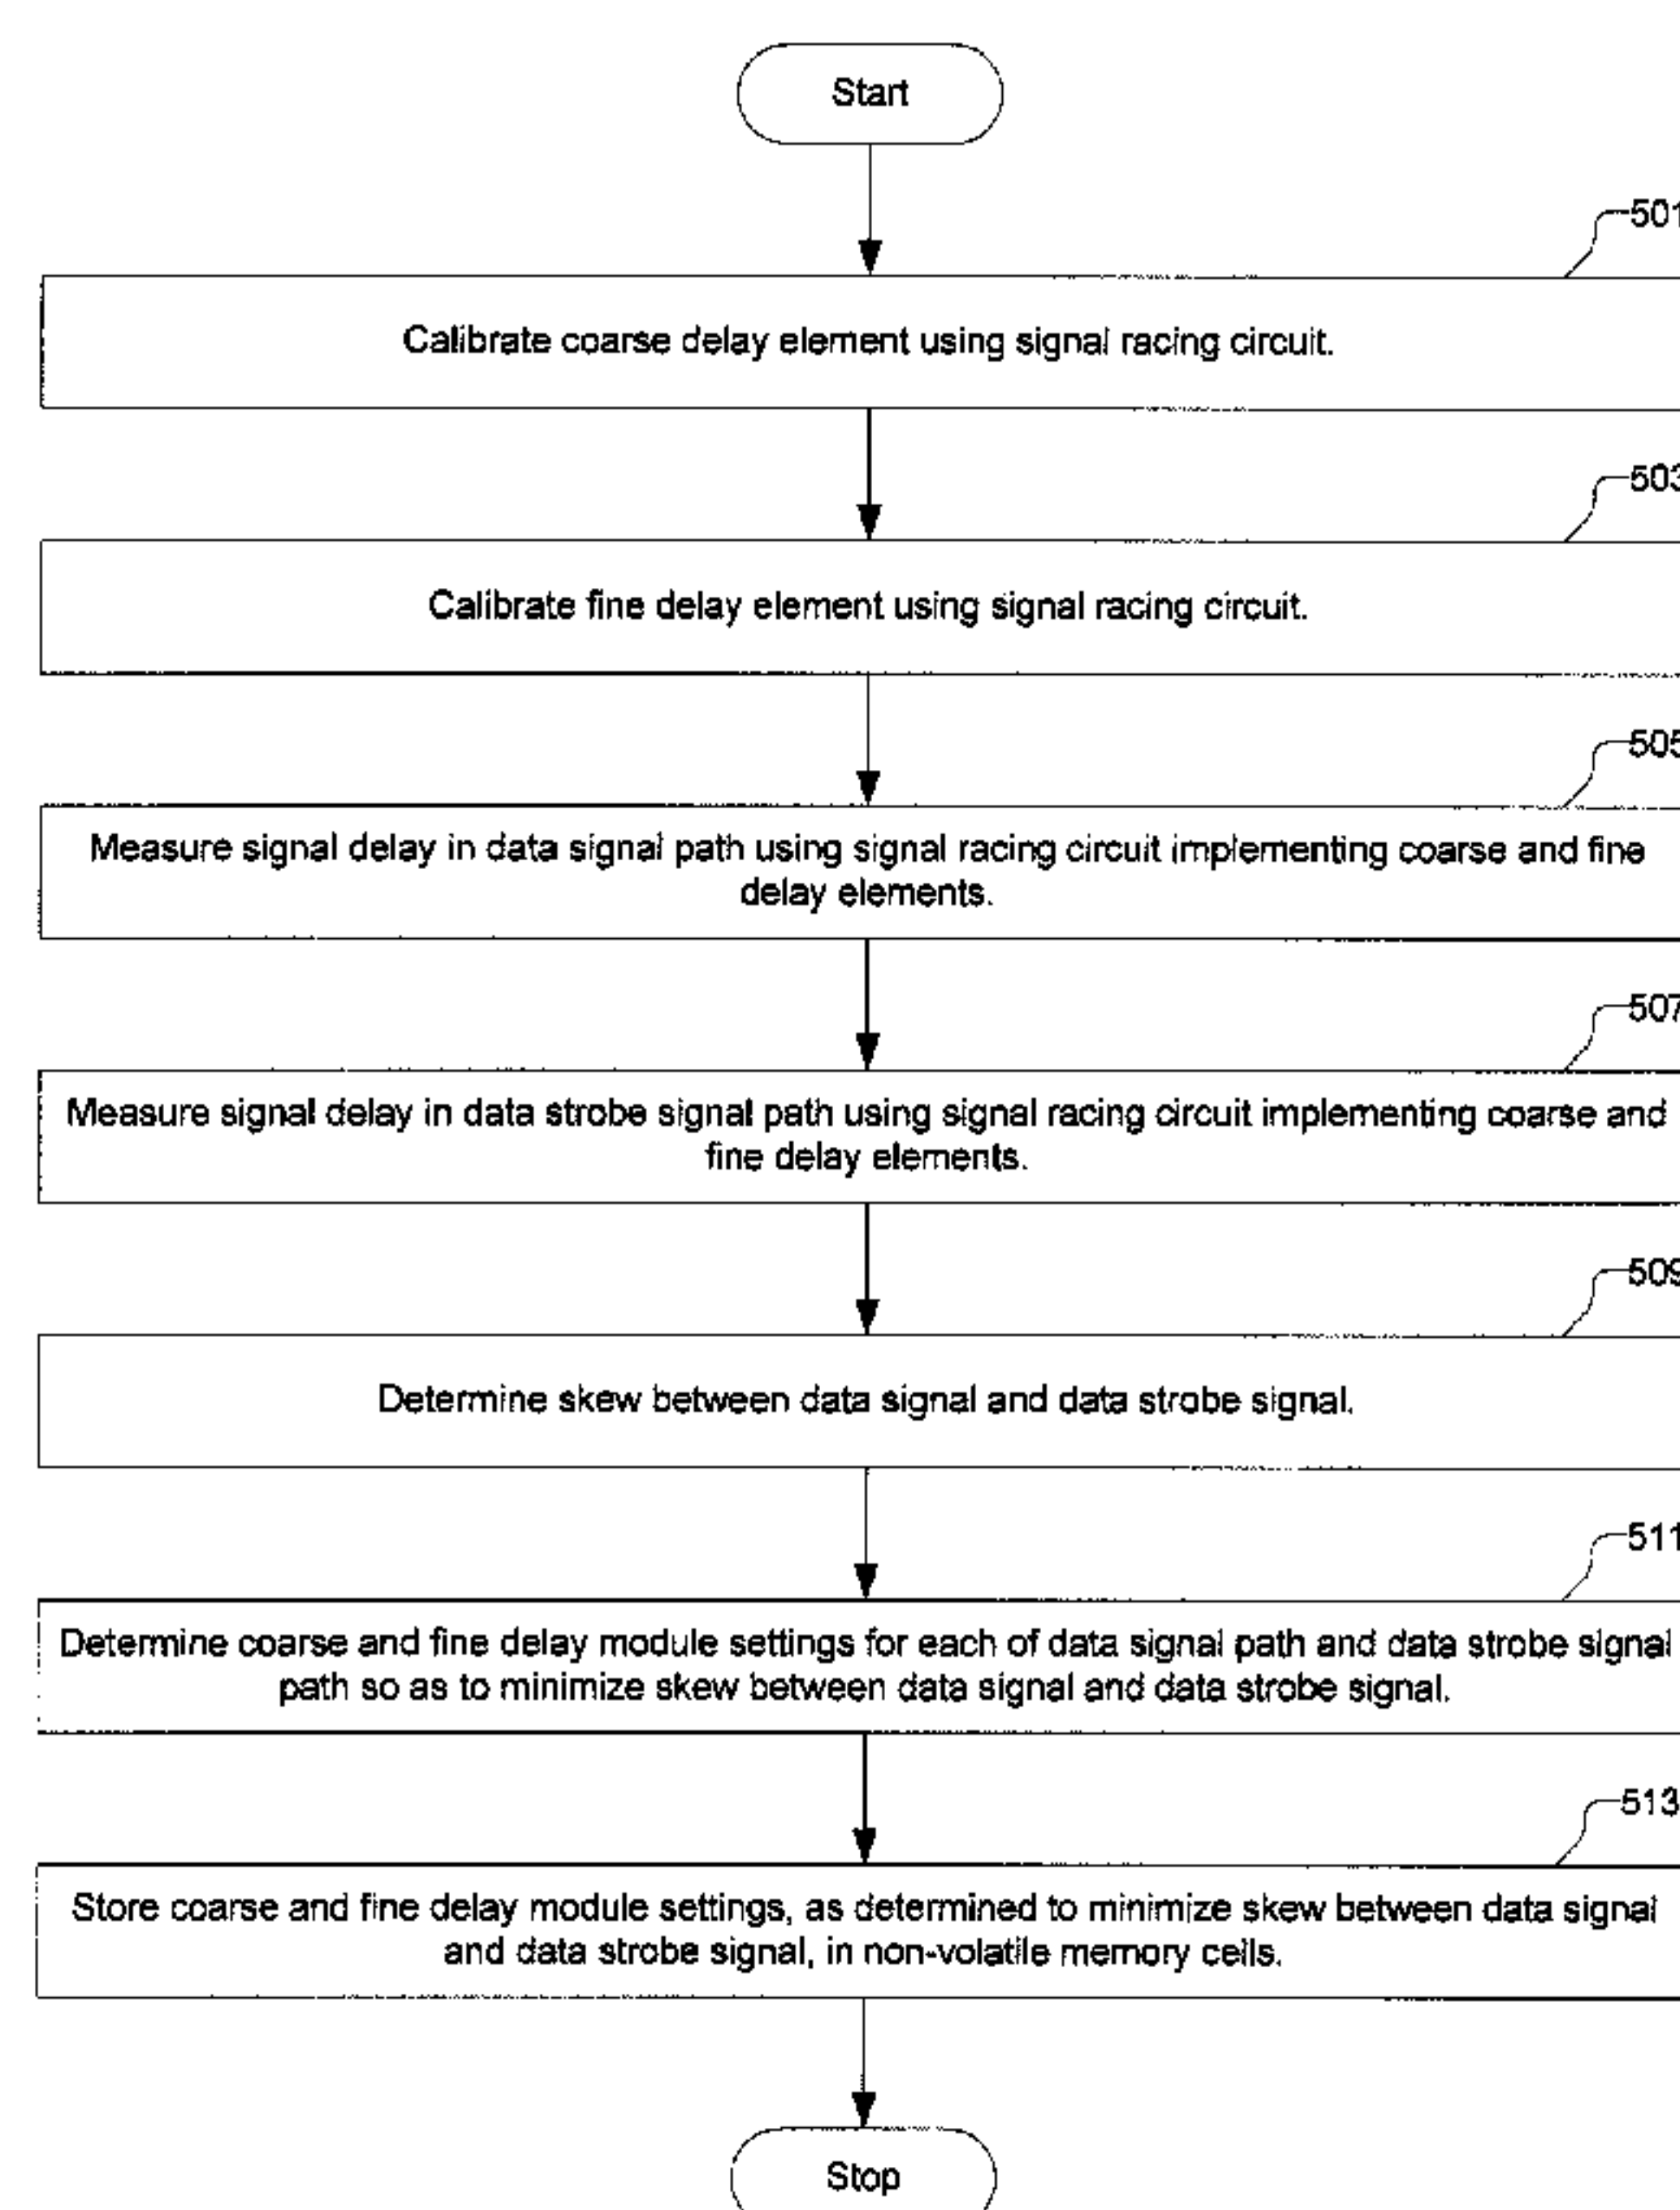 Start
501
Calibrate coarse delay element using signal racing circuit.
503
Calibrate fine delay element using signal racing circuit.
505
Measure signal delay in data signal path using signal racing circuit implementing coarse and fine
delay elements.
507
Measure signal delay in data strobe signal path using signal racing circuit implementing coarse and
fine delay elements.
509
Determine skew between data signal and data strobe signal.
511
Determine coarse and fine delay module settings for each of data signal path and data strobe signal
path so as to minimize skew between data signal and data strobe signal.
513
Store coarse and fine delay module settings, as determined to minimize skew between data signal
and data strobe signal, in non-volatile memory cells.
Stop